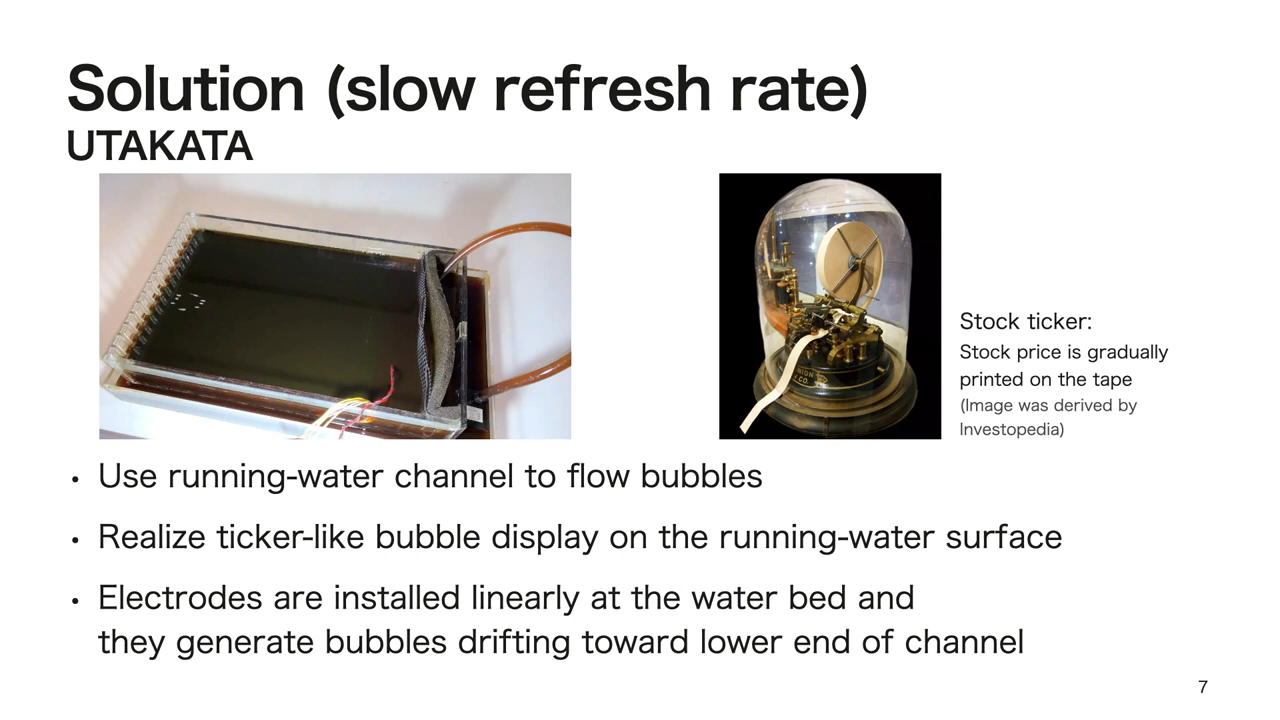 Solution (slow refresh rate)
UTAKATA
NION
CO.
Stock ticker:
Stock price is gradually
printed on the tape
(Image was derived by
Investopedia)
• Use running-water channel to flow bubbles
• Realize ticker-like bubble display on the running-water surface
• Electrodes are installed linearly at the water bed and
they generate bubbles drifting toward lower end of channel
7